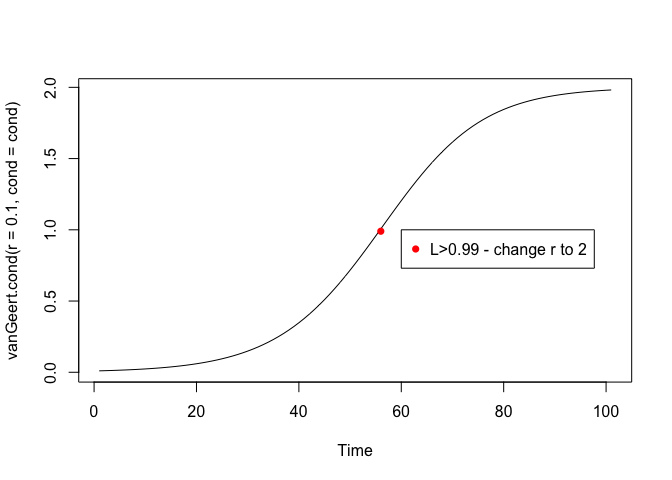 vanGeert.cond(r = 0.1, cond = cond)
2.0
1.5
1.0
0.5
0.0
L>0.99 - change r to 2
0 20 40 60 80 100
Time